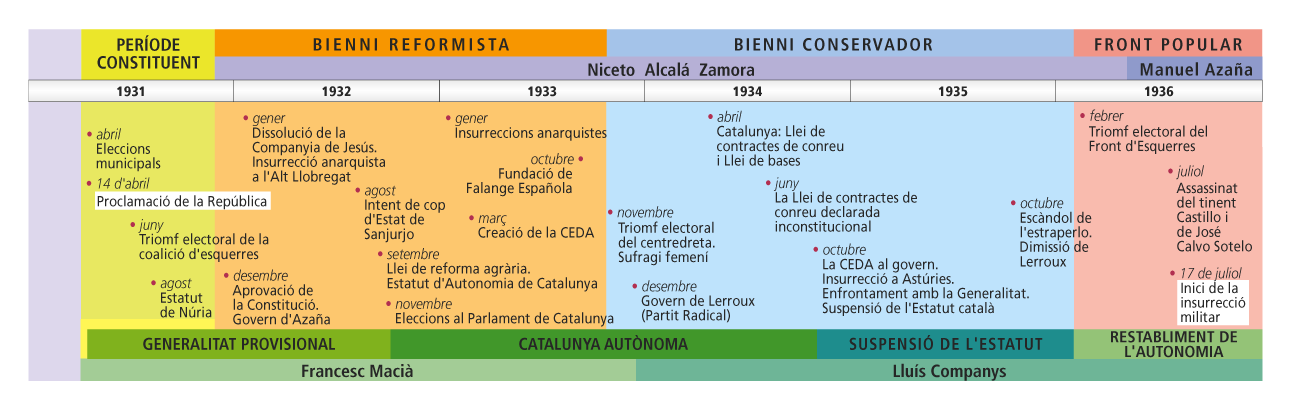 PERÍODE
CONSTITUENT
BIENNI REFORMISTA
BIENNI CONSERVADOR
FRONT POPULAR
Niceto Alcalá Zamora
Manuel Azaña
1931
1932
1933
1934
1935
1936
abril
Eleccions
municipals
14 d'abril
Proclamació de la República
juny
Triomf electoral de la
coalició d'esquerres
agost
Estatut
de Núria
gener
Dissolució de la
Companyia de Jesús.
Insurrecció anarquista
a l'Alt Llobregat
agost
Intent de cop
d'Estat de
Sanjurjo
setembre
Llei de reforma agrària.
Estatut d'Autonomia de Catalunya
desembre
Aprovació de
la Constitució.
Govern d'Azaña
novembre
Eleccions al Parlament de Catalunya
gener
Insurreccions anarquistes
octubre
Fundació de
Falange Española
març
Creació de la CEDA
novembre
Triomf electoral
del centredreta.
Sufragi femení
desembre
Govern de Lerroux
(Partit Radical)
abril
Catalunya: Llei de
contractes de conreu
i Llei de bases
juny
La Llei de contractes de
conreu declarada
inconstitucional
octubre
La CEDA al govern.
Insurrecció a Astúries.
Enfrontament amb la Generalitat.
Suspensió de l'Estatut català
octubre
Escàndol de
l'estraperlo.
Dimissió de
Lerroux
febrer
Triomf electoral del
Front d'Esquerres
juliol
Assassinat
del tinent
Castillo i
de José
Calvo Sotelo
17 de juliol
Inici de la
insurrecció
militar
GENERALITAT PROVISIONAL
CATALUNYA AUTÒNOMA
SUSPENSIÓ DE L'ESTATUT
RESTABLIMENT DE
L'AUTONOMIA
Francesc Macià
Lluís Companys